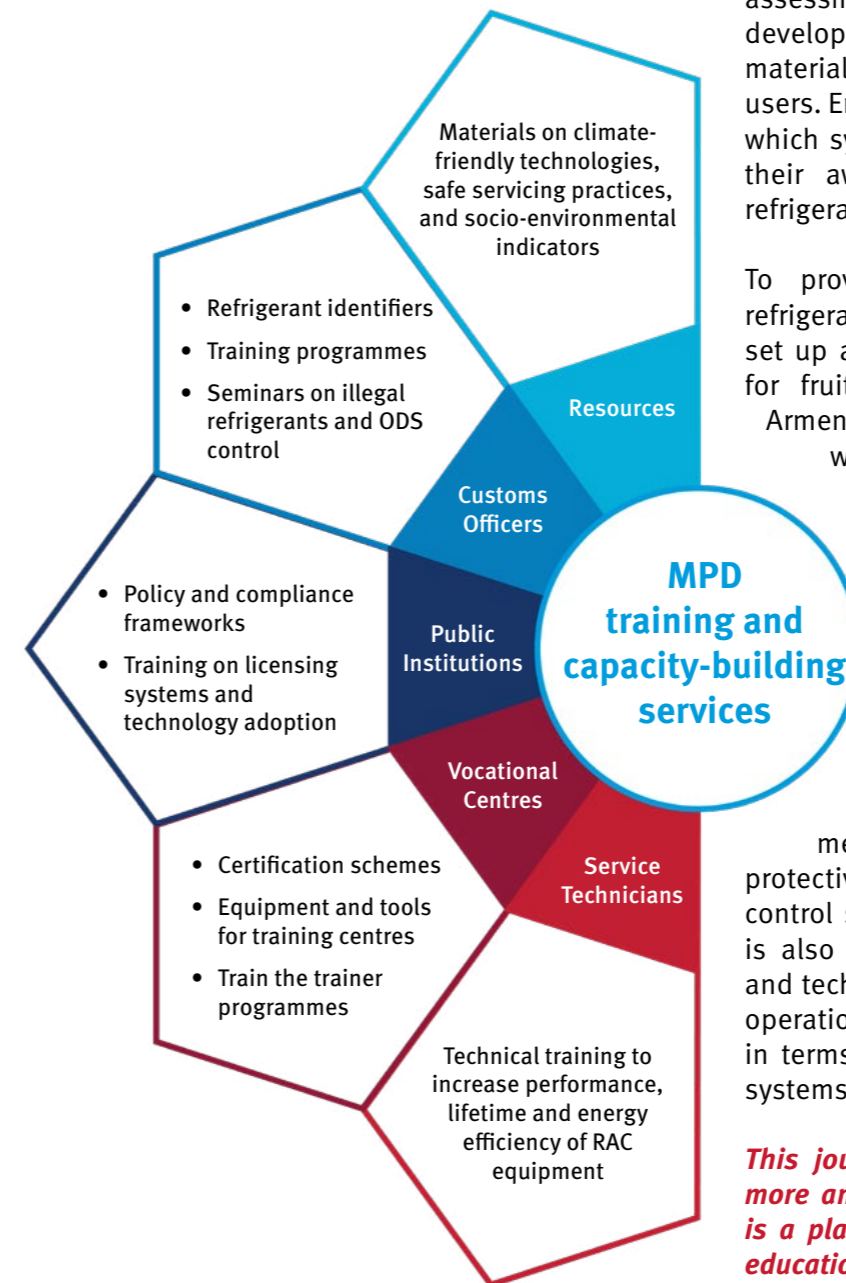 Materials on climate-
friendly technologies,
safe servicing practices,
and socio-environmental
indicators
• Refrigerant identifiers
• Training programmes
• Seminars on illegal
refrigerants and ODS
control
Resources
Customs
Officers
• Policy and compliance
frameworks
• Training on licensing
systems and
technology adoption
Public
Institutions
MPD
training and
capacity-building
services
Vocational
Centres
• Certification schemes
• Equipment and tools
for training centres
• Train the trainer
programmes
Service
Technicians
Technical training to
increase performance,
lifetime and energy
efficiency of RAC
equipment
develop
material
users. En
which sy
their aw
refrigera
To prov
refrigera
set up a
for fruit
Armen
w
me
protectiv
control s
is also
and tech
operatio
in terms
systems
This jou
more an
is a pla
educatio